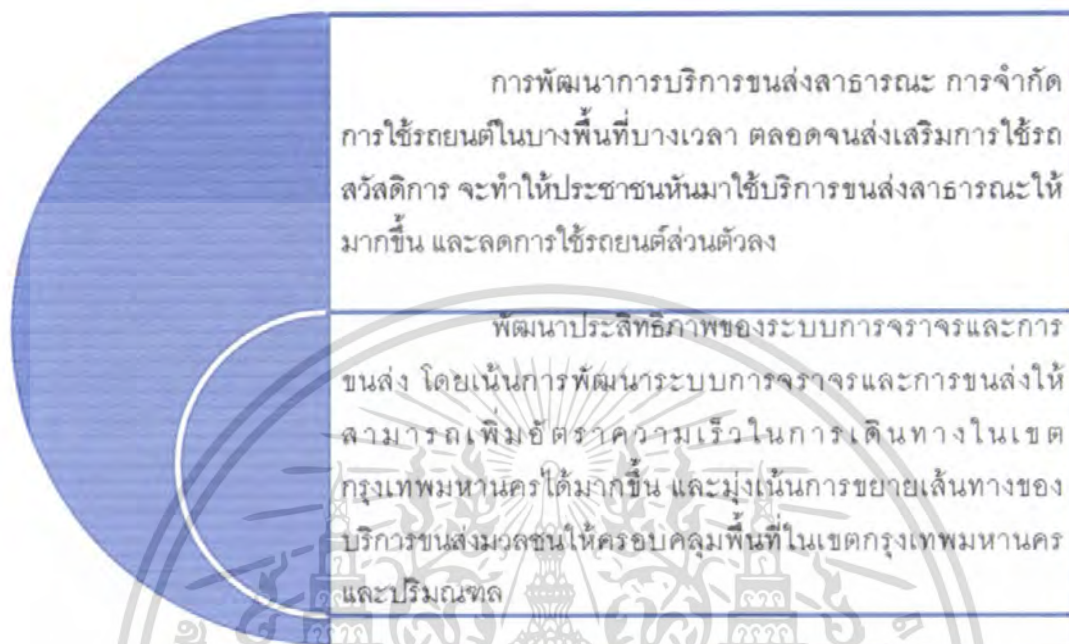 การพัฒนาการบริการขนส่งสาธารณะ การจำกัด
การใช้รถยนต์ในบางพื้นที่บางเวลา ตลอดจนส่งเสริมการใช้รถ
สวัสดิการ จะทำให้ประชาชนหันมาใช้บริการขนส่งสาธารณะให้
มากขึ้น และลดการใช้รถยนต์ส่วนตัวลง
พัฒนาประสิทธิภาพของระบบการจราจรและการ
ขนส่ง โดยเน้นการพัฒนาระบบการจราจรและการขนส่งให้
สามารถเพิ่มอัตราความเร็วในการเดินทางในเขต
กรุงเทพมหานครได้มากขึ้น และมุ่งเน้นการขยายเส้นทางของ
บริการขนส่งมวลชนให้ครอบคลุมพื้นที่ในเขตกรุงเทพมหานคร
และปริมณฑล